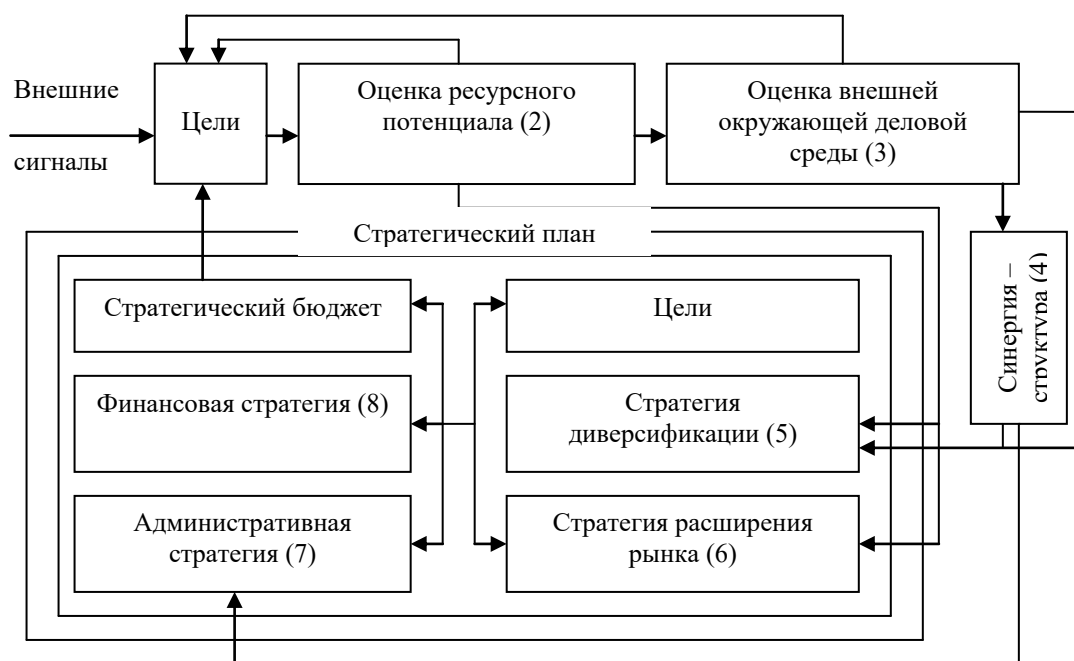 Внешние
сигналы
Цели
Оценка ресурсного
потенциала (2)
Оценка внешней
окружающей деловой
среды (3)
Стратегический план
Синергия –
структура (4)
Стратегический бюджет
Цели
Финансовая стратегия (8)
Стратегия
диверсификации (5)
Административная
стратегия (7)
Стратегия расширения
рынка (6)